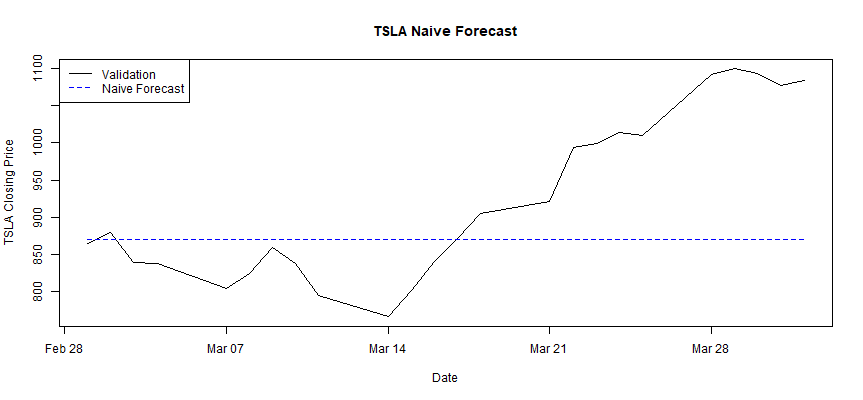 TSLA Naive Forecast
Validation
Naive Forecast
TSLA Closing Price
1100
1000
950
900
850
800
Feb 28
Mar 07
Mar 14
Mar 21
Mar 28
Date